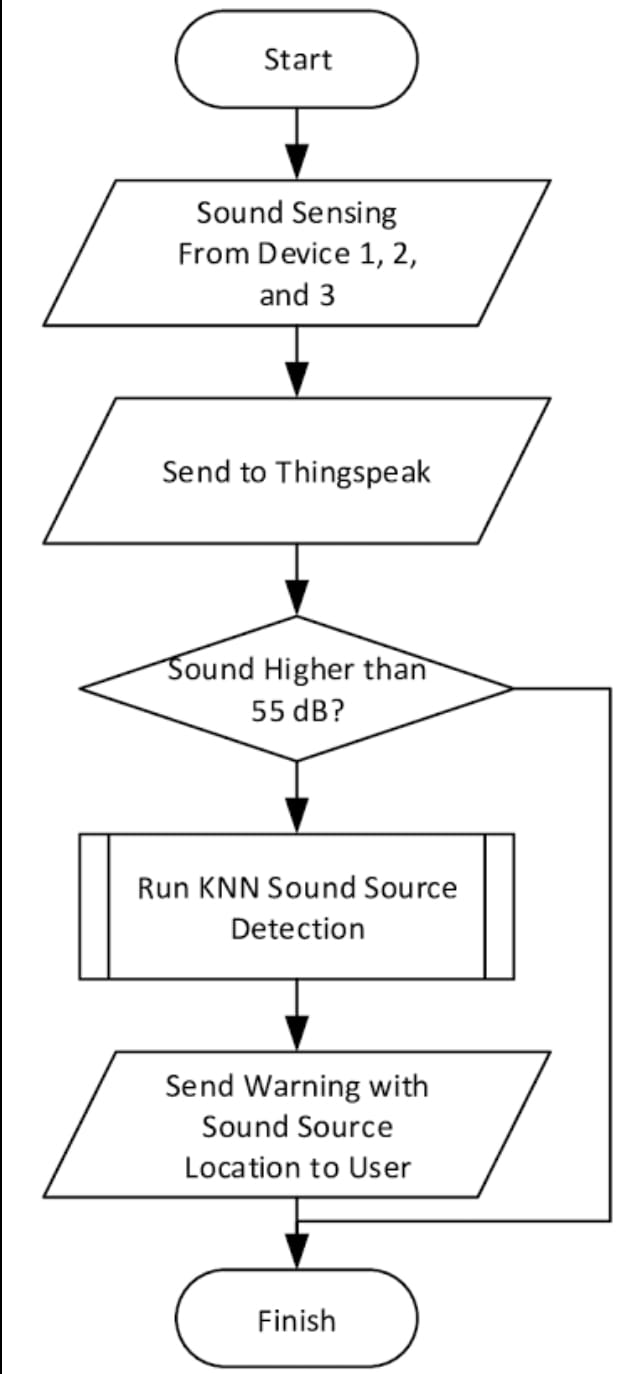 Start
Sound Sensing
From Device 1, 2,
and 3
Send to Thingspeak
Sound Higher than
55 dB?
Run KNN Sound Source
Detection
Send Warning with
Sound Source
Location to User
Finish